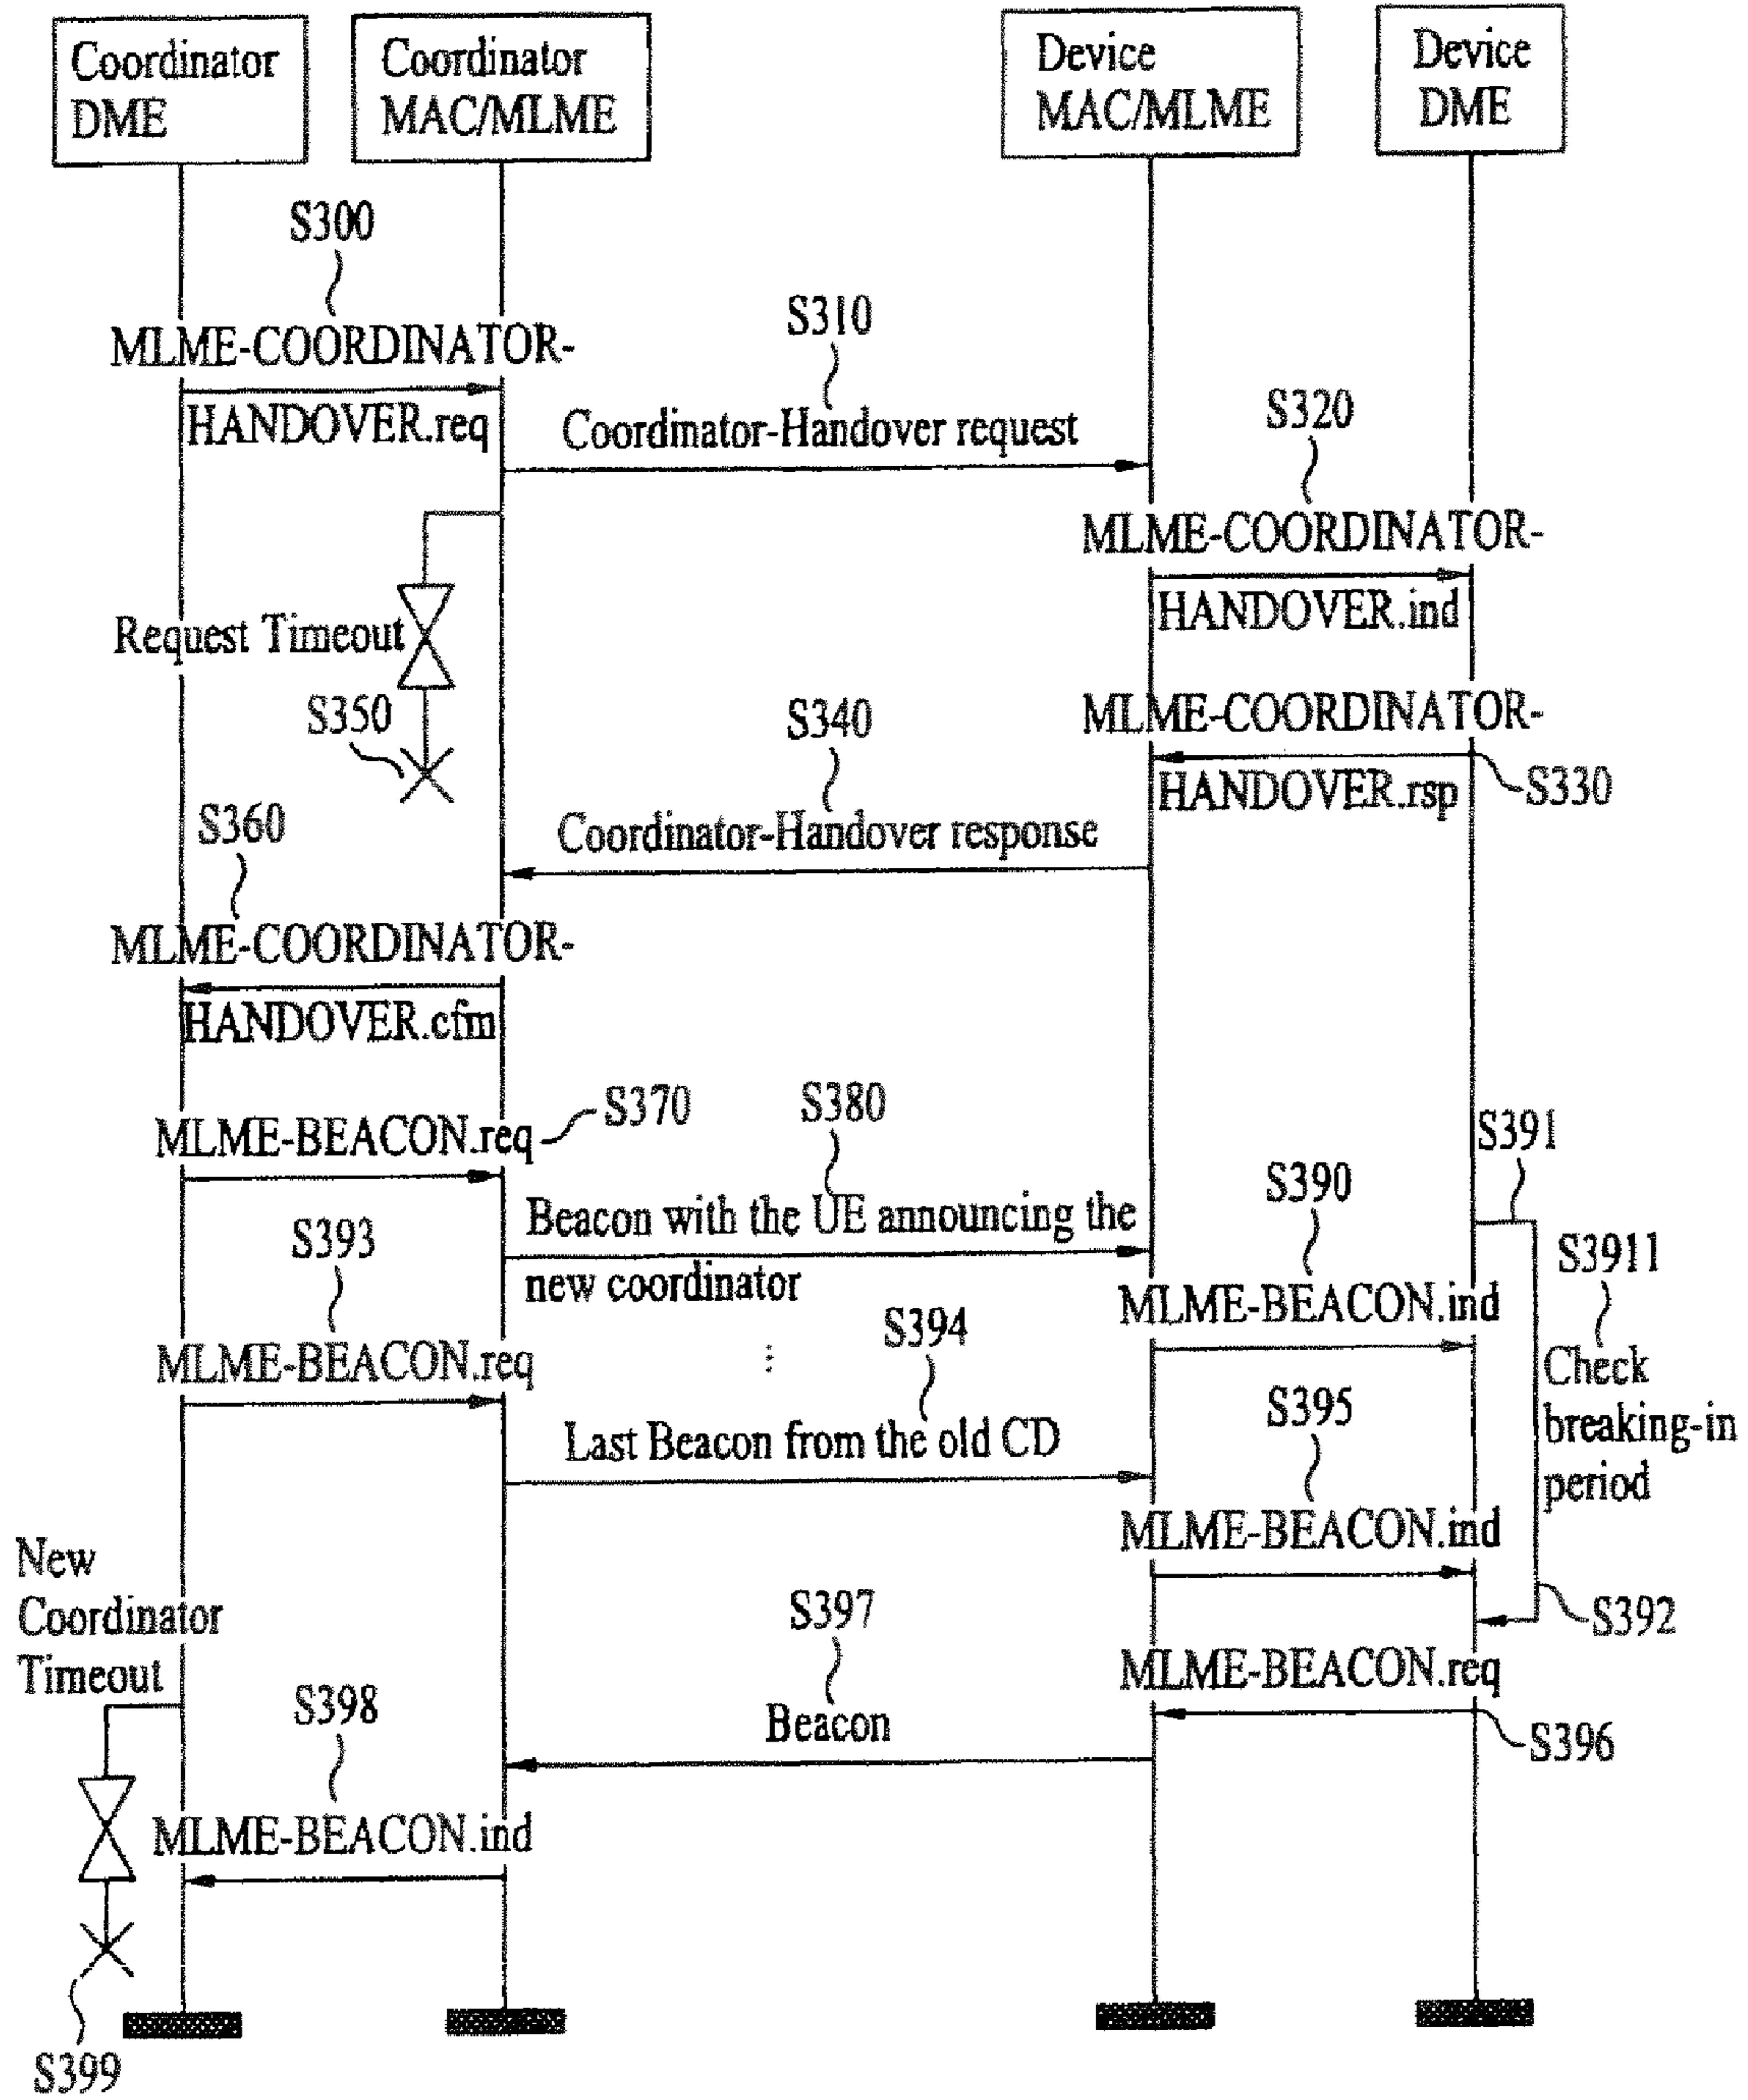 Coordinator
DME
Coordinator
MAC/MLME
Device
MAC/MLME
Device
DME
S300
MLME-COORDINATOR-
HANDOVER.req
S310
Coordinator-Handover request
S320
MLME-COORDINATOR-
HANDOVER.ind
Request Timeout
S350
MLME-COORDINATOR-
HANDOVER.rsp
S330
S340
Coordinator-Handover response
S360
MLME-COORDINATOR-
HANDOVER.cfm
MLME-BEACON.req
S370
S380
Beacon with the UE announcing the
new coordinator
S390
MLME-BEACON.ind
S391
S3911
Check
breaking-in
period
S393
MLME-BEACON.req
S394
⋮
Last Beacon from the old CD
S395
MLME-BEACON.ind
S392
New
Coordinator
Timeout
MLME-BEACON.req
S396
S397
Beacon
S398
MLME-BEACON.ind
S399